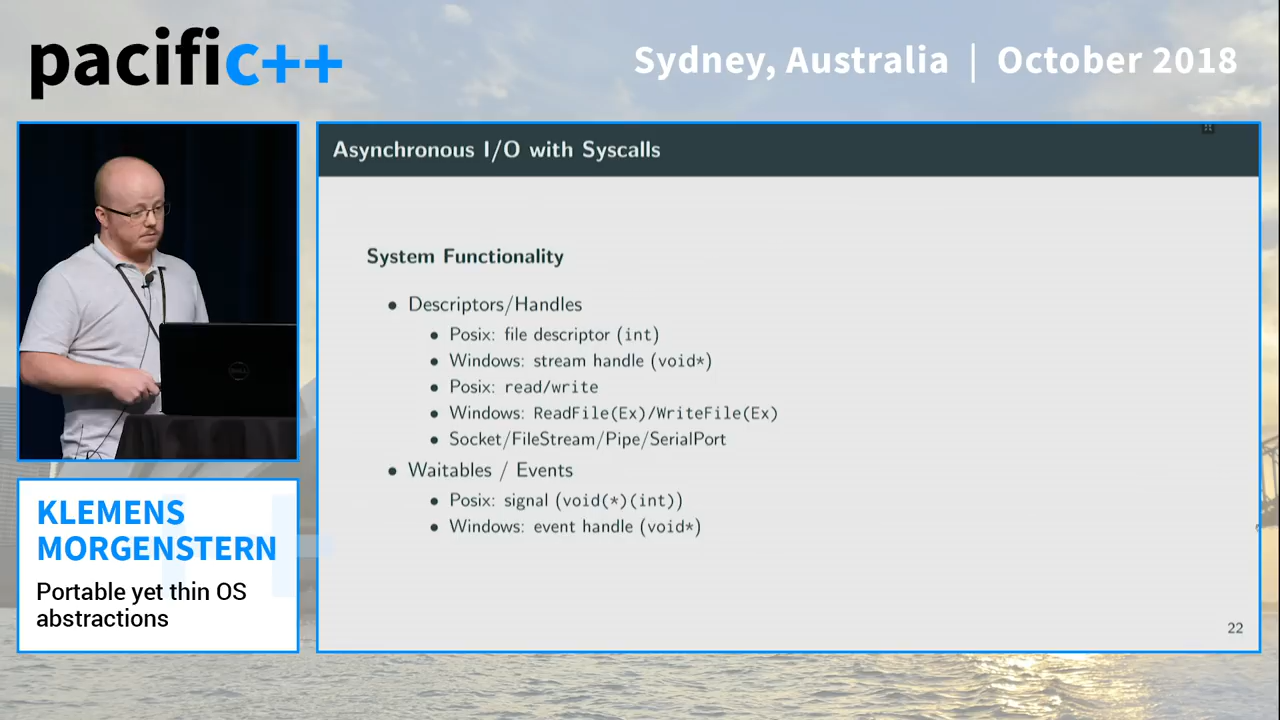 pacific++
Sydney, Australia | October 2018
Asynchronous I/O with Syscalls
System Functionality
• Descriptors/Handles
• Posix: file descriptor (int)
• Windows: stream handle (void*)
• Posix: read/write
• Windows: ReadFile(Ex)/WriteFile(Ex)
• Socket/FileStream/Pipe/SerialPort
• Waitables / Events
• Posix: signal (void(*)(int))
• Windows: event handle (void*)
22
DELL
KLEMENS
MORGENSTERN
Portable yet thin OS
abstractions